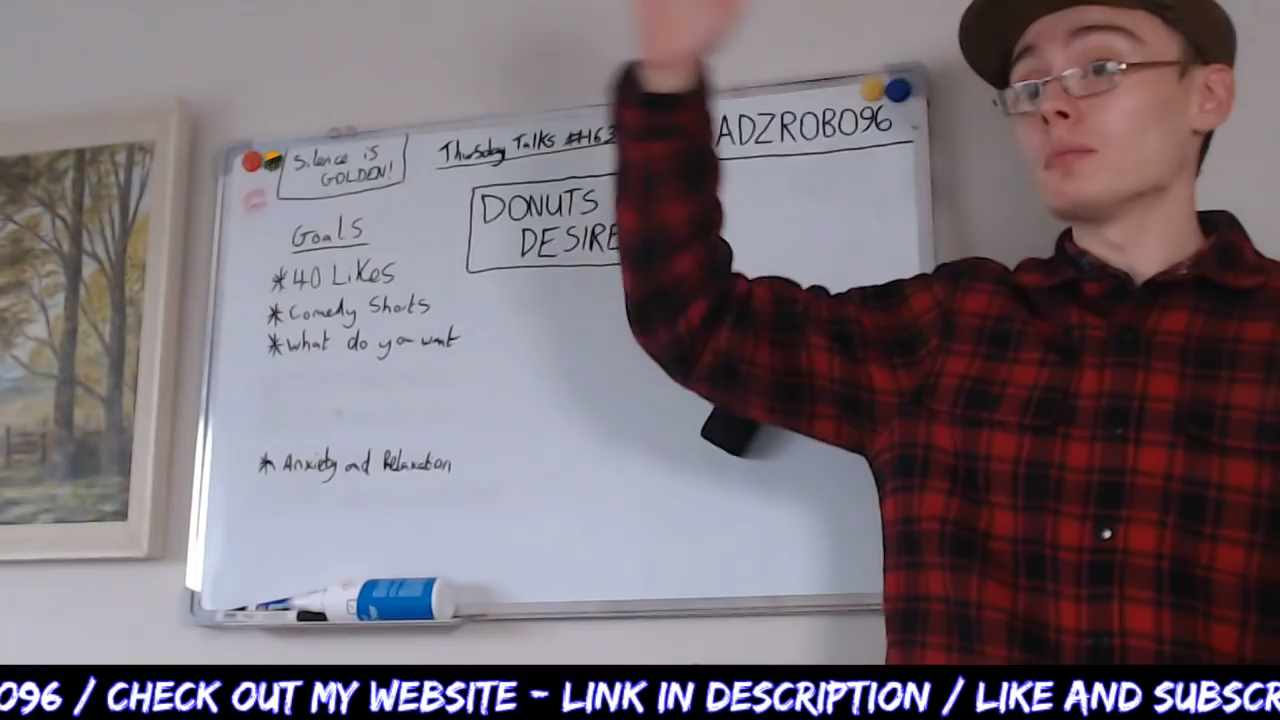 Silence is
GOLDEN!
Thursday Talks #163
ADZROBO96
DONUTS
DESIRE
Goals
* 40 Likes
* Comedy Shorts
* What do you want
* Anxiety and Relaxation
096 / CHECK OUT MY WEBSITE - LINK IN DESCRIPTION / LIKE AND SUBSCR